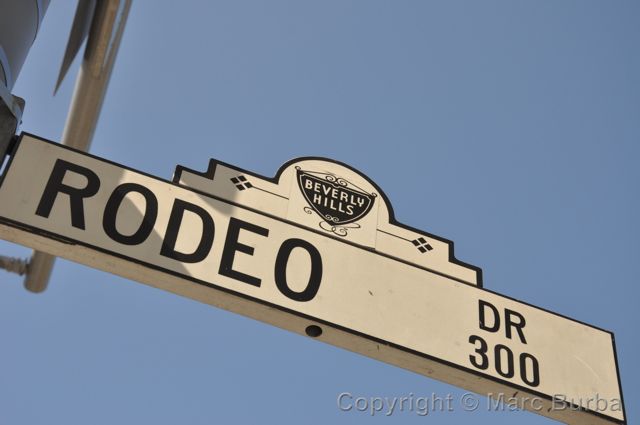 BEVERLY
HILLS
RODEO
DR
300
Copyright © Marc Burba